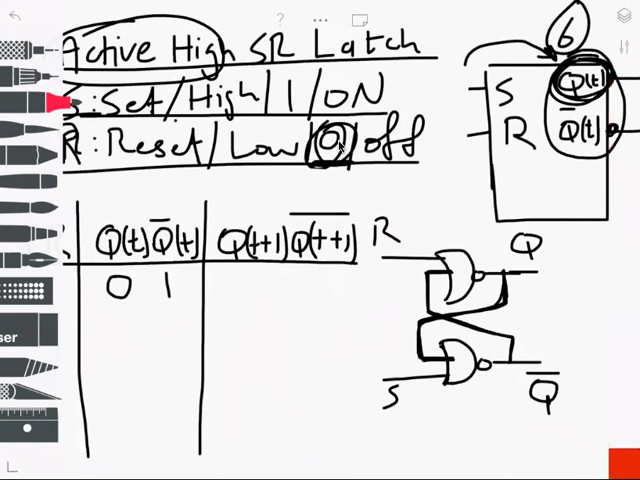 Active High SR Latch
S:Set/High/1/ON
R:Reset/Low/0/off
6
S Q(t)
R Q̅(t)
Q(t) Q̅(t) Q(t+1) Q̅(t+1)
0 1
R Q
S Q̅
ser